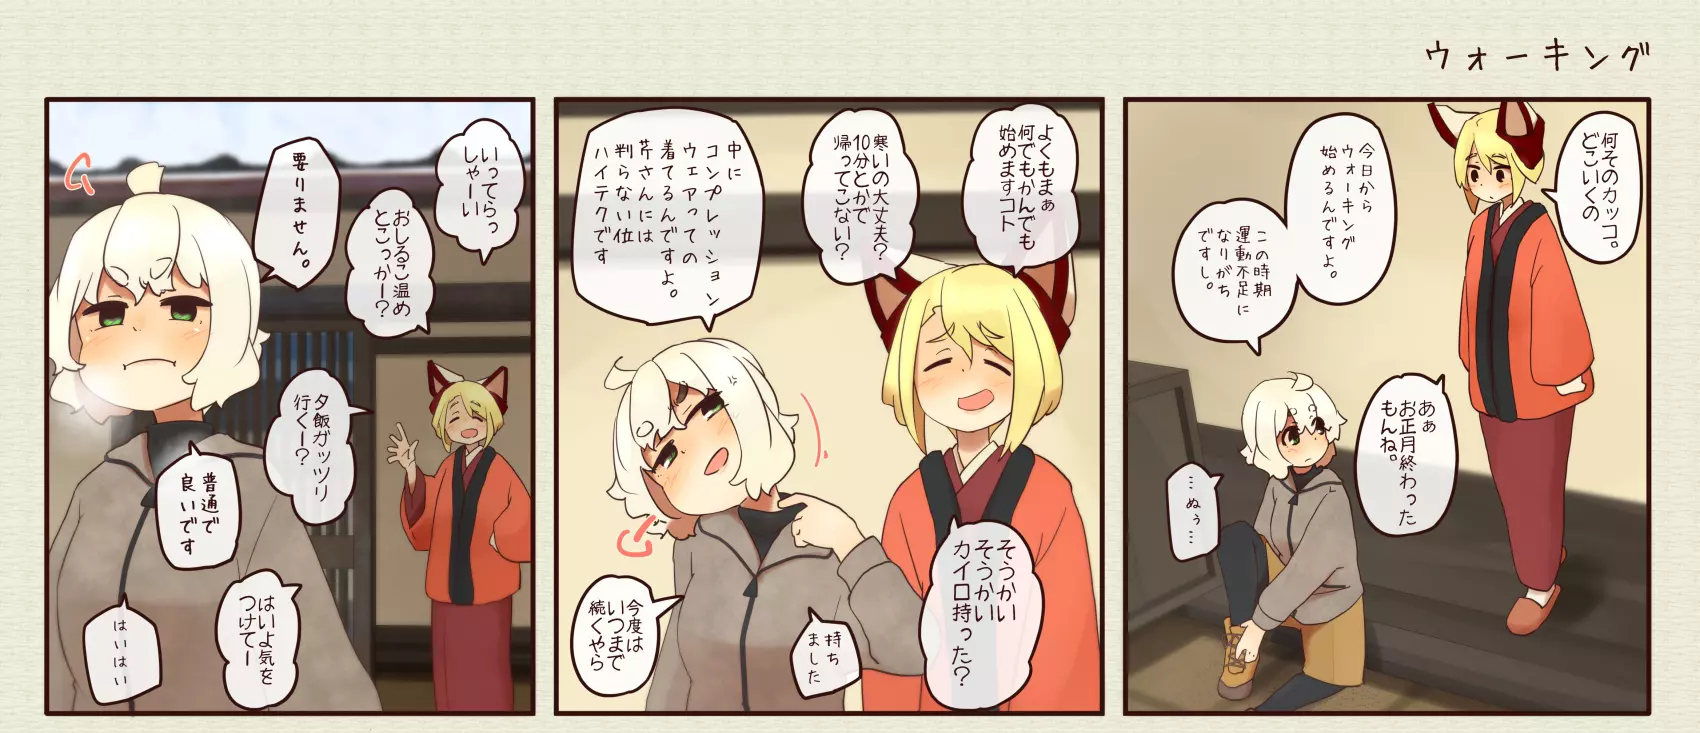 ウォーキング
何そのカッコ。
どこいくの
今日から
ウォーキング
始めるんですよ。
この時期
運動不足に
なりがち
ですし。
あぁ
お正月終わった
もんね。
…ぬぅ…
よくもまぁ
何でもかんでも
始めますコト
寒いの大丈夫?
10分とかで
帰ってこない?
中に
コンプレッション
ウェアっての
着てるんですよ。
芹さんには
判らない位
ハイテクです
そうかい
そうかい
カイロ持った?
持ち
ました
今度は
いつまで
続くやら
いってらっ
しゃーい
おしるこ温め
とこっかー?
要りません。
夕飯ガッツリ
行くー?
普通で
良いです
はいよ気を
つけてー
はいはい